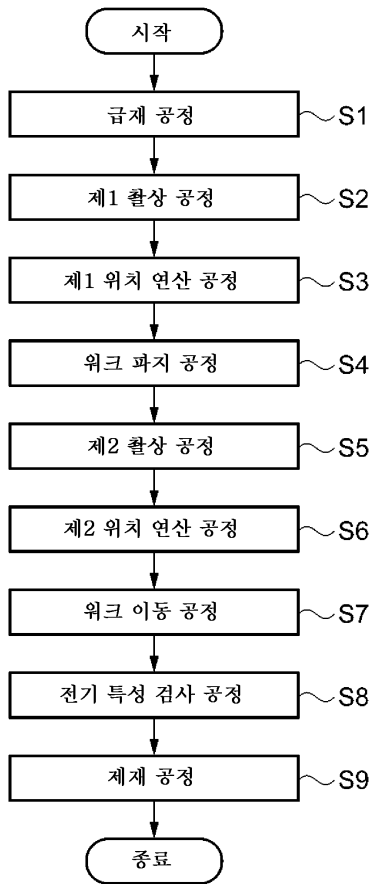 시작
급재 공정 S1
제1 촬상 공정 S2
제1 위치 연산 공정 S3
워크 파지 공정 S4
제2 촬상 공정 S5
제2 위치 연산 공정 S6
워크 이동 공정 S7
전기 특성 검사 공정 S8
제재 공정 S9
종료